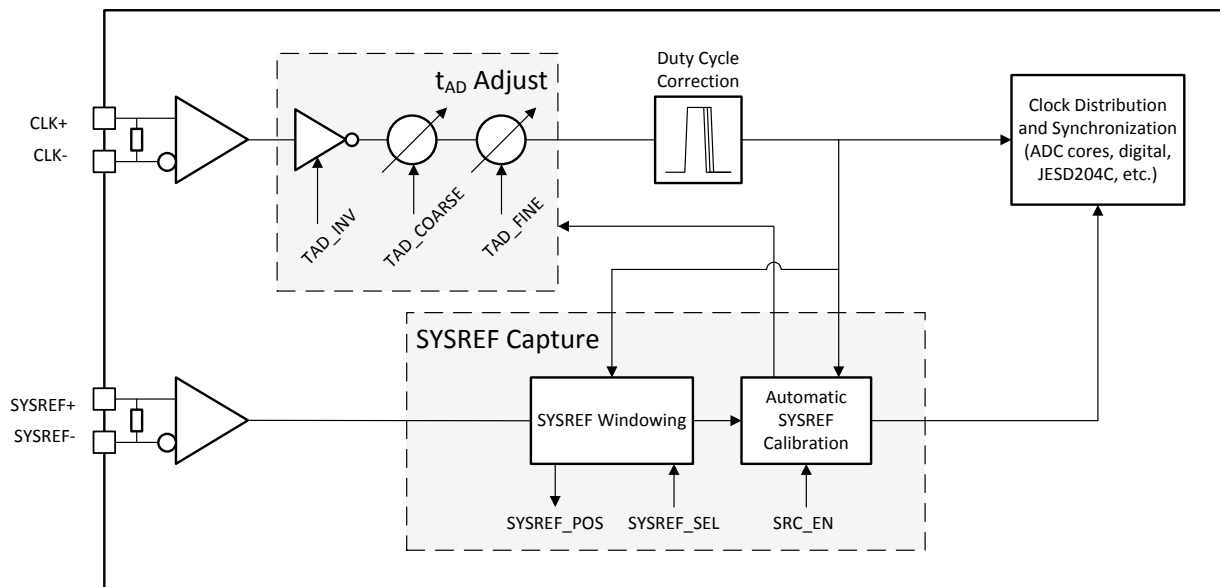 CLK+
CLK-
t_AD Adjust
TAD_INV
TAD_COARSE
TAD_FINE
Duty Cycle
Correction
Clock Distribution
and Synchronization
(ADC cores, digital,
JESD204C, etc.)
SYSREF Capture
SYSREF+
SYSREF-
SYSREF Windowing
Automatic
SYSREF
Calibration
SYSREF_POS
SYSREF_SEL
SRC_EN